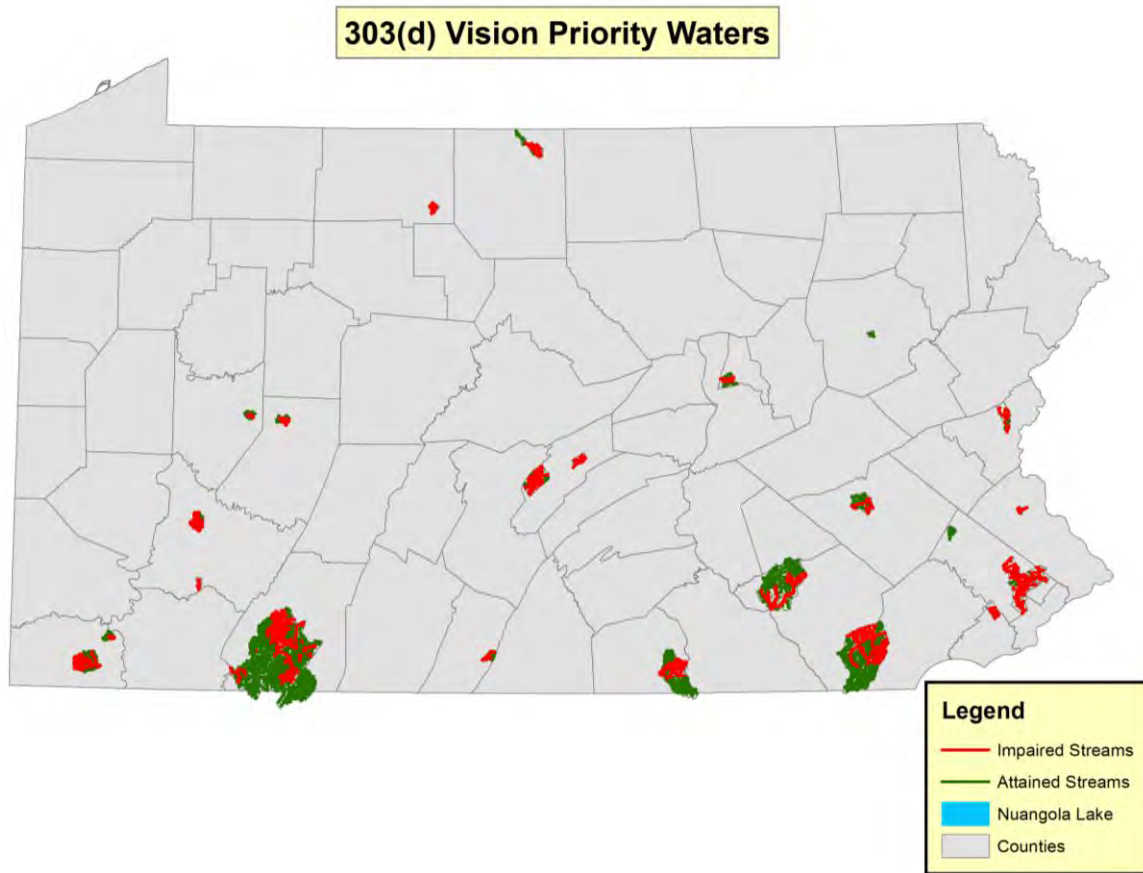 303(d) Vision Priority Waters
Legend
Impaired Streams
Attained Streams
Nuangola Lake
Counties